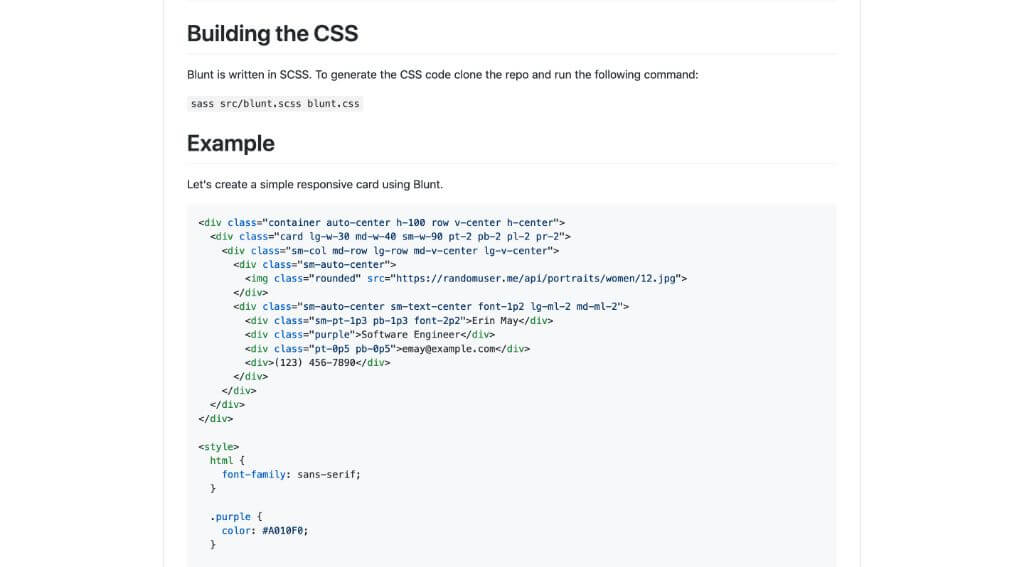 Building the CSS
Blunt is written in SCSS. To generate the CSS code clone the repo and run the following command:
sass src/blunt.scss blunt.css
Example
Let's create a simple responsive card using Blunt.
<div class="container auto-center h-100 row v-center h-center">
  <div class="card lg-w-30 md-w-40 sm-w-90 pt-2 pb-2 pl-2 pr-2">
    <div class="sm-col md-row lg-row md-v-center lg-v-center">
      <div class="sm-auto-center">
        <img class="rounded" src="https://randomuser.me/api/portraits/women/12.jpg">
      </div>
      <div class="sm-auto-center sm-text-center font-1p2 lg-ml-2 md-ml-2">
        <div class="sm-pt-1p3 pb-1p3 font-2p2">Erin May</div>
        <div class="purple">Software Engineer</div>
        <div class="pt-0p5 pb-0p5">emay@example.com</div>
        <div>(123) 456-7890</div>
      </div>
    </div>
  </div>
</div>
<style>
  html {
    font-family: sans-serif;
  }
  .purple {
    color: #A010F0;
  }